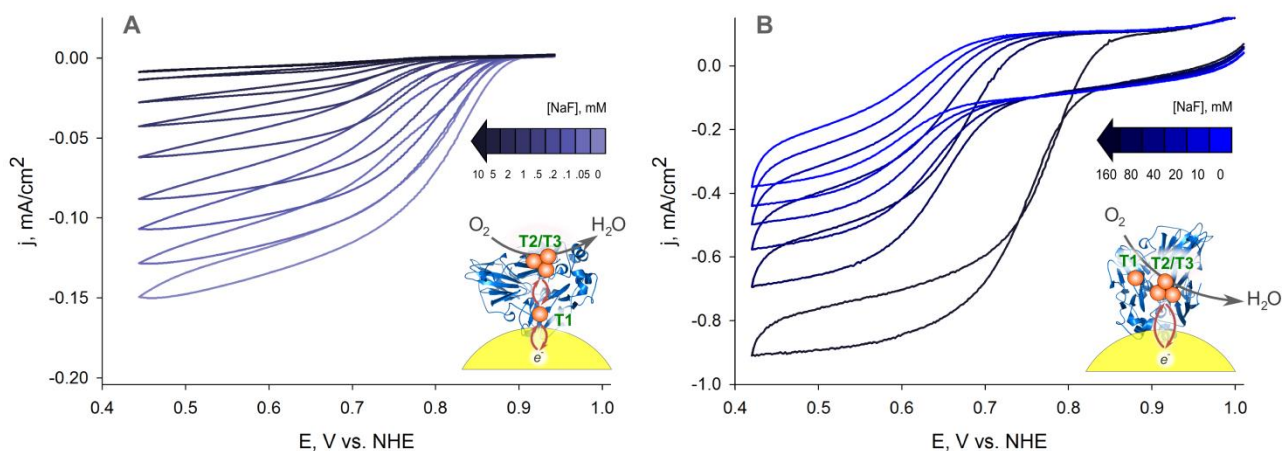 A
0.00
-0.05
-0.10
-0.15
-0.20
j, mA/cm2
0.4 0.5 0.6 0.7 0.8 0.9 1.0
E, V vs. NHE
[NaF], mM
10 5 2 1 .5 .2 .1 .05 0
O2
H2O
T2/T3
T1
e-
B
0.0
-0.2
-0.4
-0.6
-0.8
-1.0
j, mA/cm2
0.4 0.5 0.6 0.7 0.8 0.9 1.0
E, V vs. NHE
[NaF], mM
160 80 40 20 10 0
O2
T1 T2/T3
H2O
e-